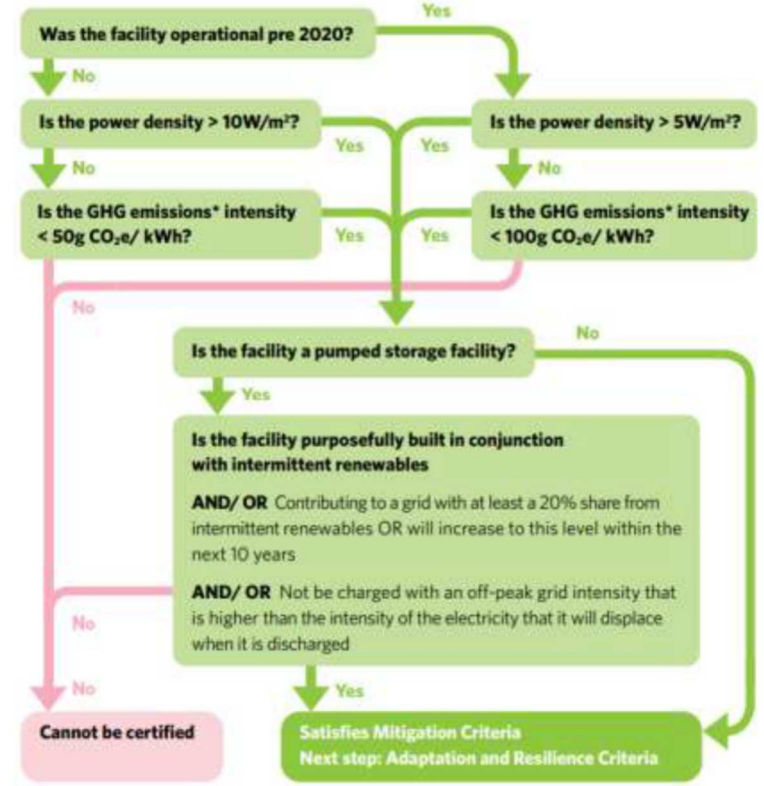 Yes
Was the facility operational pre 2020?
No
Is the power density > 10W/m²?
Is the power density > 5W/m²?
Yes
Yes
No
No
Is the GHG emissions* intensity
< 50g CO₂e/ kWh?
Is the GHG emissions* intensity
< 100g CO₂e/ kWh?
Yes
Yes
No
Is the facility a pumped storage facility?
No
Yes
Is the facility purposefully built in conjunction
with intermittent renewables
AND/ OR Contributing to a grid with at least a 20% share from
intermittent renewables OR will increase to this level within the
next 10 years
AND/ OR Not be charged with an off-peak grid intensity that
is higher than the intensity of the electricity that it will displace
when it is discharged
No
No
Yes
Cannot be certified
Satisfies Mitigation Criteria
Next step: Adaptation and Resilience Criteria